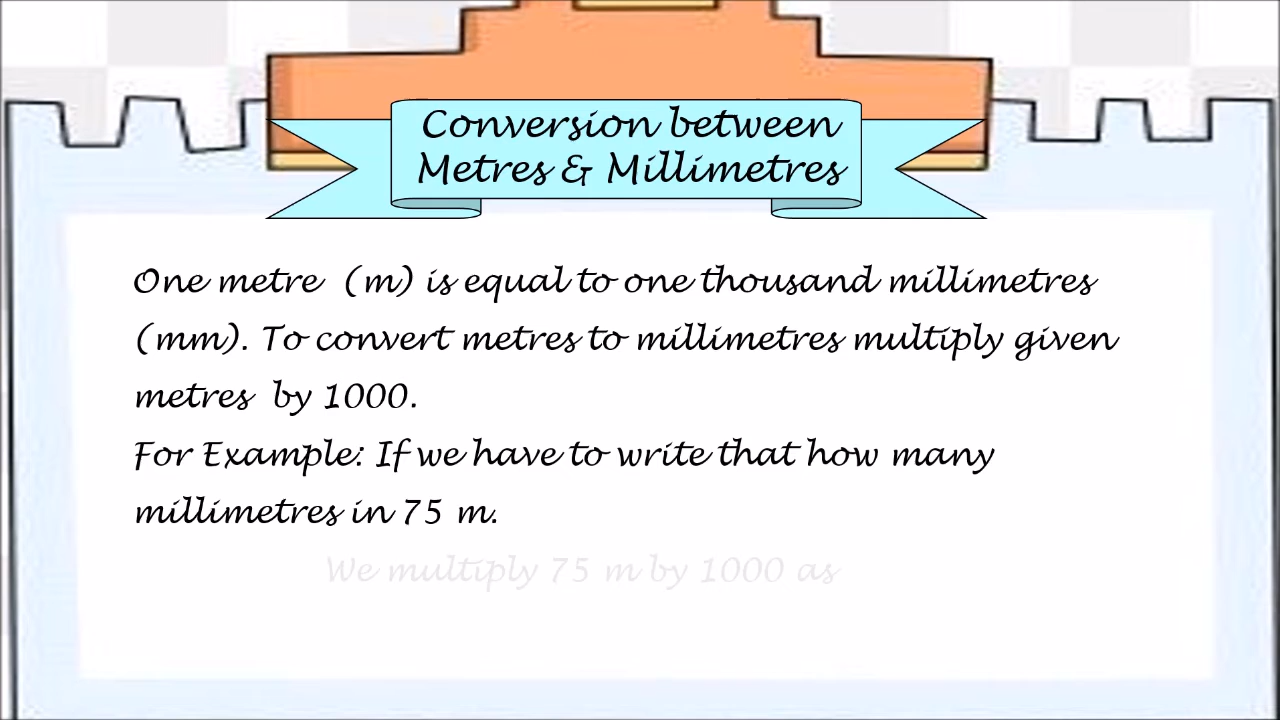 Conversion between
Metres & Millimetres
One metre (m) is equal to one thousand millimetres
(mm). To convert metres to millimetres multiply given
metres by 1000.
For Example: If we have to write that how many
millimetres in 75 m.
We multiply 75 m by 1000 as